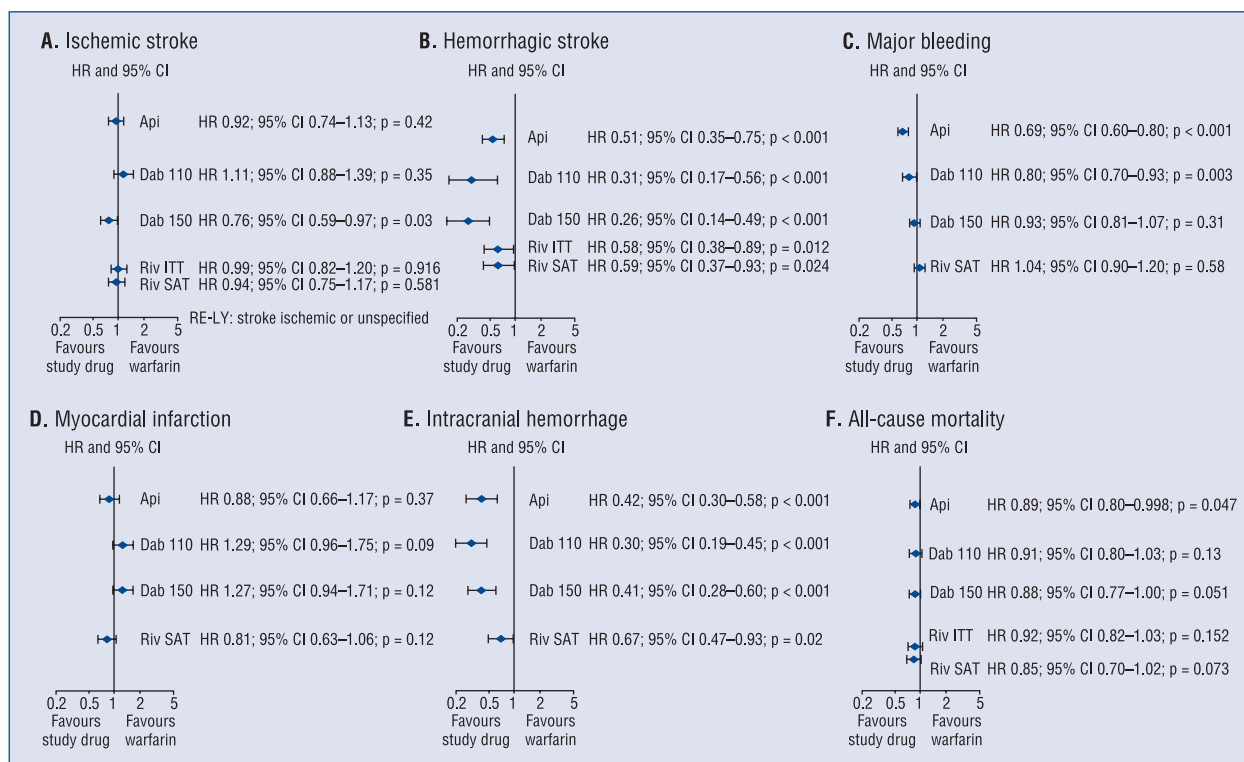 A. Ischemic stroke
HR and 95% CI
Api HR 0.92; 95% CI 0.74–1.13; p = 0.42
Dab 110 HR 1.11; 95% CI 0.88–1.39; p = 0.35
Dab 150 HR 0.76; 95% CI 0.59–0.97; p = 0.03
Riv ITT HR 0.99; 95% CI 0.82–1.20; p = 0.916
Riv SAT HR 0.94; 95% CI 0.75–1.17; p = 0.581
RE-LY: stroke ischemic or unspecified
0.2 0.5 1 2 5
Favours Favours
study drug warfarin
B. Hemorrhagic stroke
HR and 95% CI
Api HR 0.51; 95% CI 0.35–0.75; p < 0.001
Dab 110 HR 0.31; 95% CI 0.17–0.56; p < 0.001
Dab 150 HR 0.26; 95% CI 0.14–0.49; p < 0.001
Riv ITT HR 0.58; 95% CI 0.38–0.89; p = 0.012
Riv SAT HR 0.59; 95% CI 0.37–0.93; p = 0.024
0.2 0.5 1 2 5
Favours Favours
study drug warfarin
C. Major bleeding
HR and 95% CI
Api HR 0.69; 95% CI 0.60–0.80; p < 0.001
Dab 110 HR 0.80; 95% CI 0.70–0.93; p = 0.003
Dab 150 HR 0.93; 95% CI 0.81–1.07; p = 0.31
Riv SAT HR 1.04; 95% CI 0.90–1.20; p = 0.58
0.2 0.5 1 2 5
Favours Favours
study drug warfarin
D. Myocardial infarction
HR and 95% CI
Api HR 0.88; 95% CI 0.66–1.17; p = 0.37
Dab 110 HR 1.29; 95% CI 0.96–1.75; p = 0.09
Dab 150 HR 1.27; 95% CI 0.94–1.71; p = 0.12
Riv SAT HR 0.81; 95% CI 0.63–1.06; p = 0.12
0.2 0.5 1 2 5
Favours Favours
study drug warfarin
E. Intracranial hemorrhage
HR and 95% CI
Api HR 0.42; 95% CI 0.30–0.58; p < 0.001
Dab 110 HR 0.30; 95% CI 0.19–0.45; p < 0.001
Dab 150 HR 0.41; 95% CI 0.28–0.60; p < 0.001
Riv SAT HR 0.67; 95% CI 0.47–0.93; p = 0.02
0.2 0.5 1 2 5
Favours Favours
study drug warfarin
F. All-cause mortality
HR and 95% CI
Api HR 0.89; 95% CI 0.80–0.998; p = 0.047
Dab 110 HR 0.91; 95% CI 0.80–1.03; p = 0.13
Dab 150 HR 0.88; 95% CI 0.77–1.00; p = 0.051
Riv ITT HR 0.92; 95% CI 0.82–1.03; p = 0.152
Riv SAT HR 0.85; 95% CI 0.70–1.02; p = 0.073
0.2 0.5 1 2 5
Favours Favours
study drug warfarin